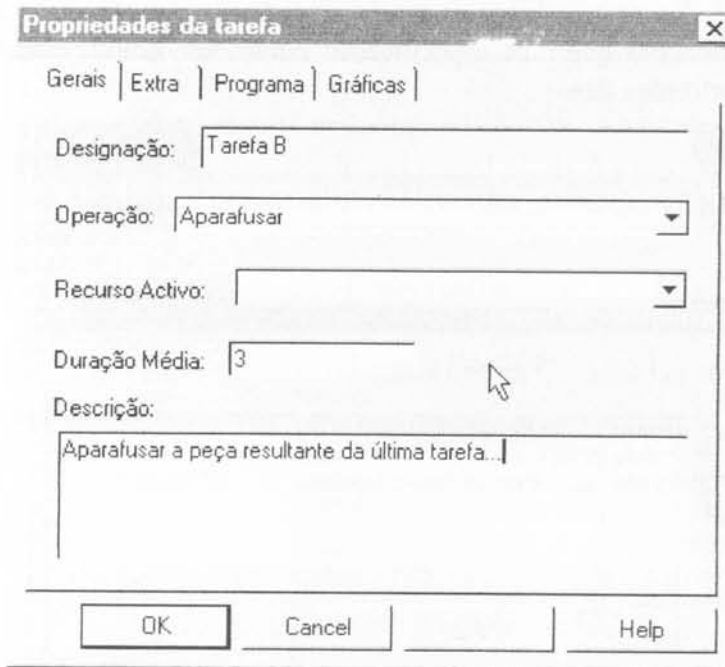 Propriedades da tarefa
Gerais Extra Programa Gráficas
Designação: Tarefa B
Operação: Aparafusar
Recurso Activo:
Duração Média: 3
Descrição:
Aparafusar a peça resultante da última tarefa...
OK Cancel Help